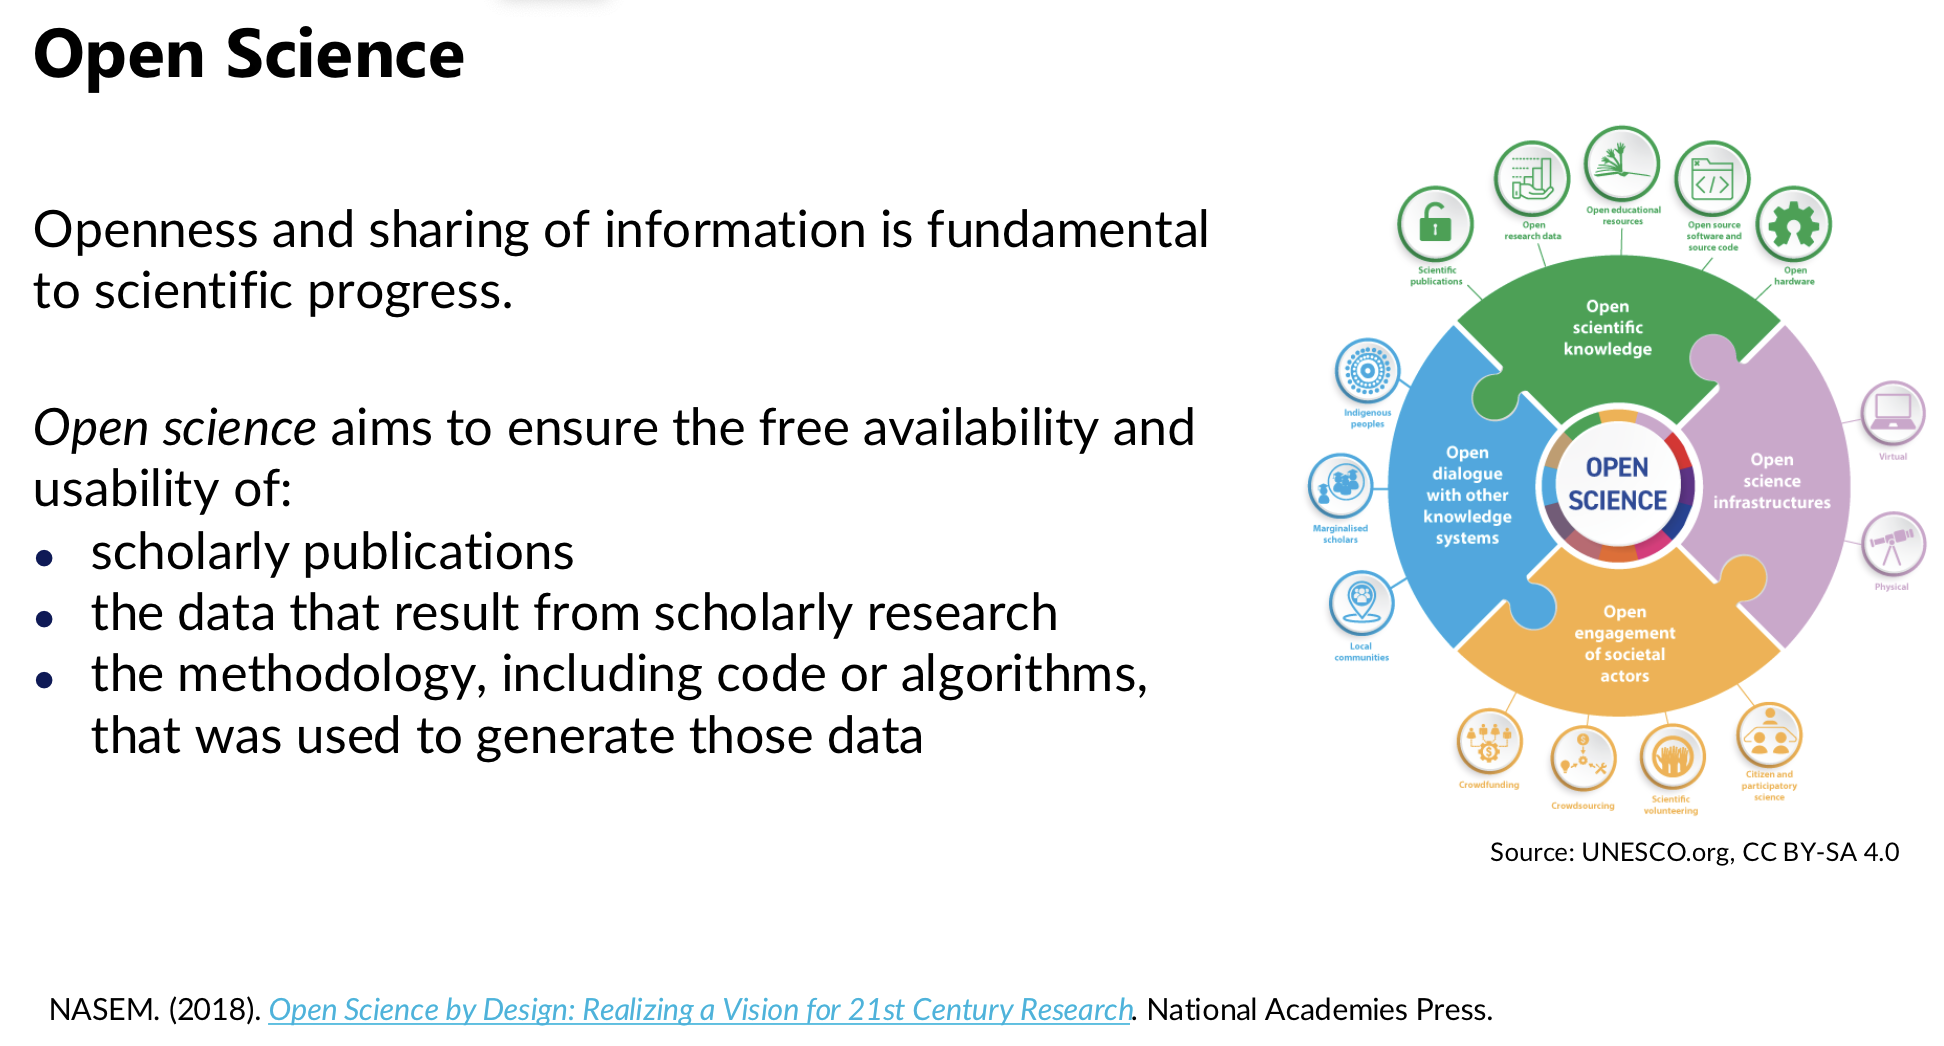 Open Science
Openness and sharing of information is fundamental
to scientific progress.
Open science aims to ensure the free availability and
usability of:
● scholarly publications
● the data that result from scholarly research
● the methodology, including code or algorithms,
that was used to generate those data
Open educational
resources
Open
research data
Open source
software and
source code
Scientific
publications
Open
hardware
Open
scientific
knowledge
Indigenous
peoples
Marginalised
scholars
Local
communities
Open
dialogue
with other
knowledge
systems
OPEN
SCIENCE
Open
science
infrastructures
Virtual
Physical
Open
engagement
of societal
actors
Crowdfunding
Crowdsourcing
Scientific
volunteering
Citizen and
participatory
science
Source: UNESCO.org, CC BY-SA 4.0
NASEM. (2018). Open Science by Design: Realizing a Vision for 21st Century Research. National Academies Press.